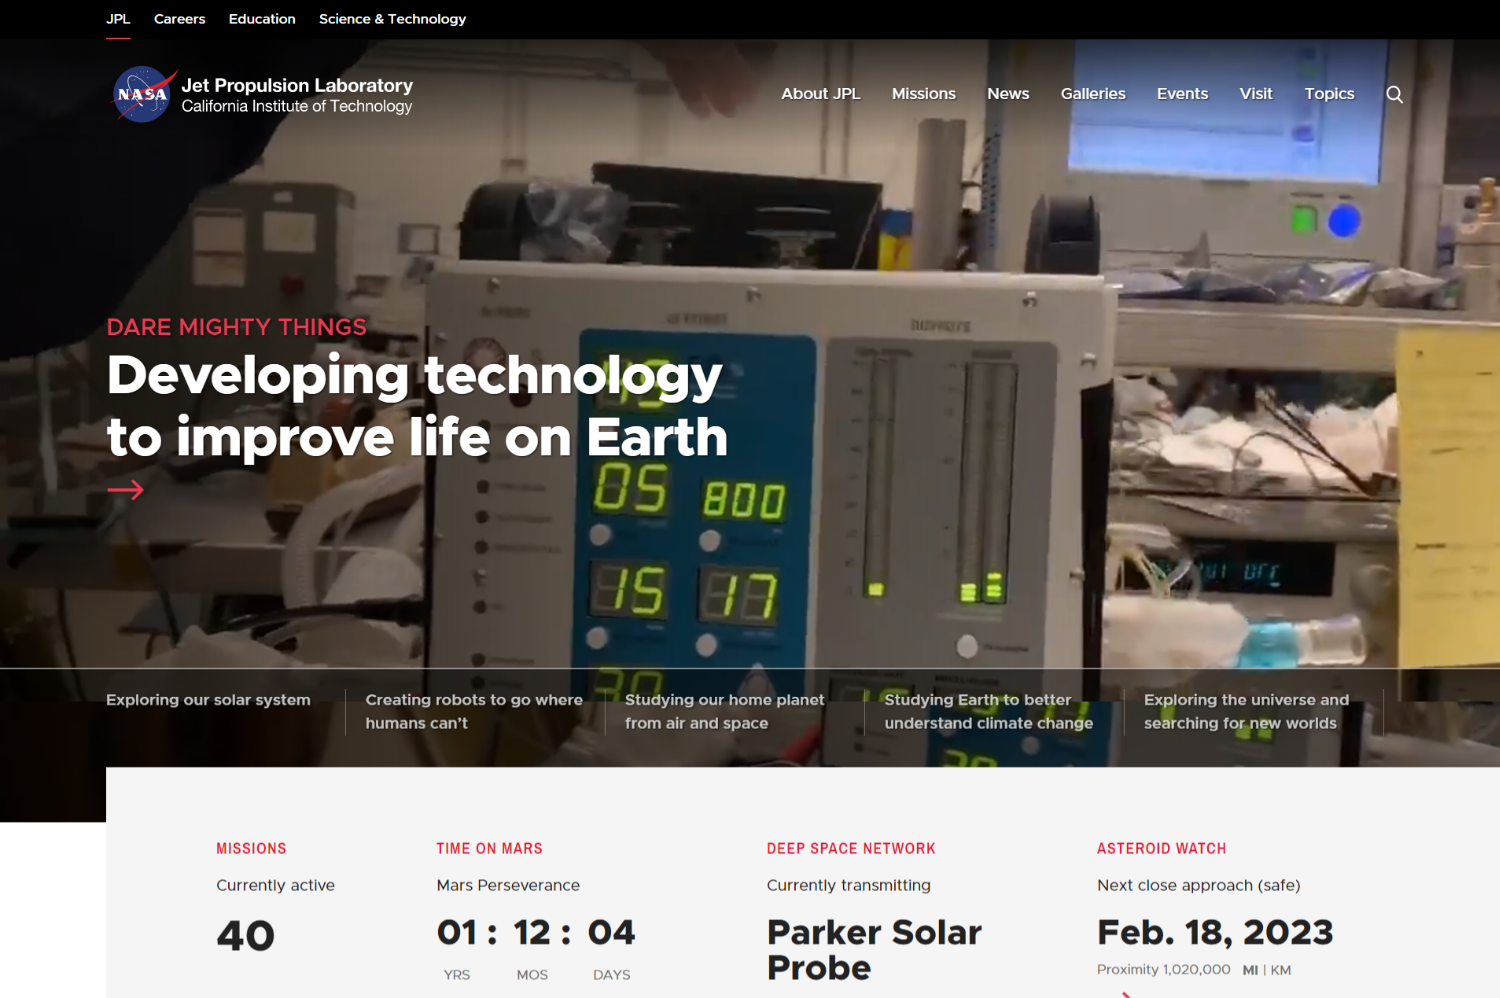 JPL Careers Education Science & Technology
NASA
Jet Propulsion Laboratory
California Institute of Technology
About JPL Missions News Galleries Events Visit Topics
DARE MIGHTY THINGS
Developing technology
to improve life on Earth
05 800
15 17
30
Exploring our solar system
Creating robots to go where
humans can't
Studying our home planet
from air and space
Studying Earth to better
understand climate change
Exploring the universe and
searching for new worlds
MISSIONS
Currently active
40
TIME ON MARS
Mars Perseverance
01 : 12 : 04
YRS MOS DAYS
DEEP SPACE NETWORK
Currently transmitting
Parker Solar
Probe
ASTEROID WATCH
Next close approach (safe)
Feb. 18, 2023
Proximity 1,020,000 MI | KM